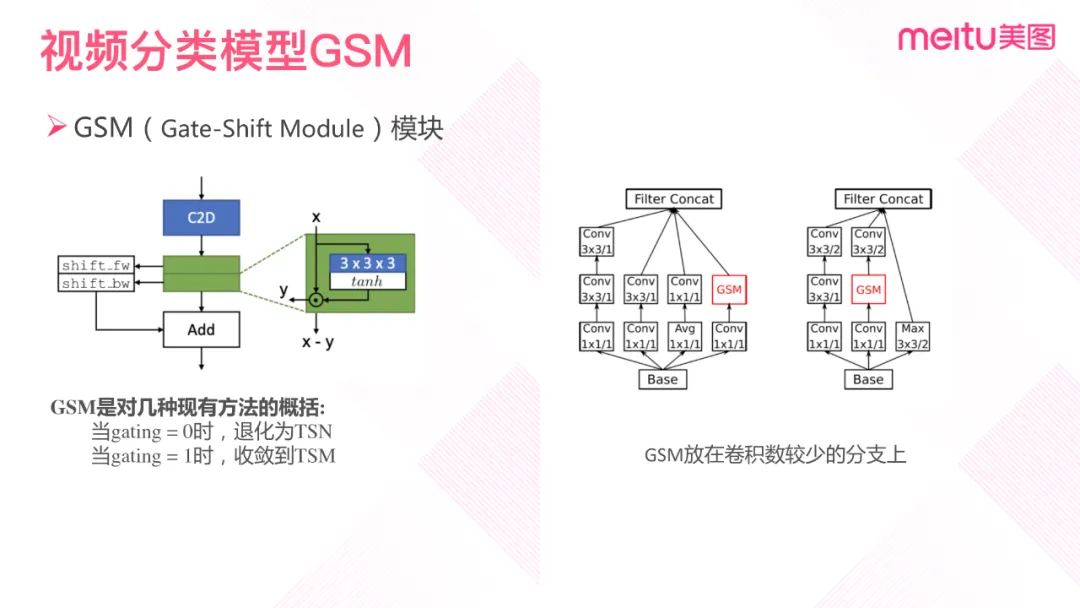 视频分类模型GSM
meitu美图
➤GSM（Gate-Shift Module）模块
C2D
shift_fw
shift_bw
Add
x
3 x 3 x 3
tanh
y
x - y
GSM是对几种现有方法的概括:
当gating = 0时，退化为TSN
当gating = 1时，收敛到TSM
Filter Concat
Conv
3x3/1
Conv
3x3/1
Conv
3x3/1
Conv
1x1/1
GSM
Conv
1x1/1
Conv
1x1/1
Avg
1x1/1
Conv
1x1/1
Base
Filter Concat
Conv
3x3/2
Conv
3x3/2
Conv
3x3/1
GSM
Conv
1x1/1
Conv
1x1/1
Max
3x3/2
Base
GSM放在卷积数较少的分支上